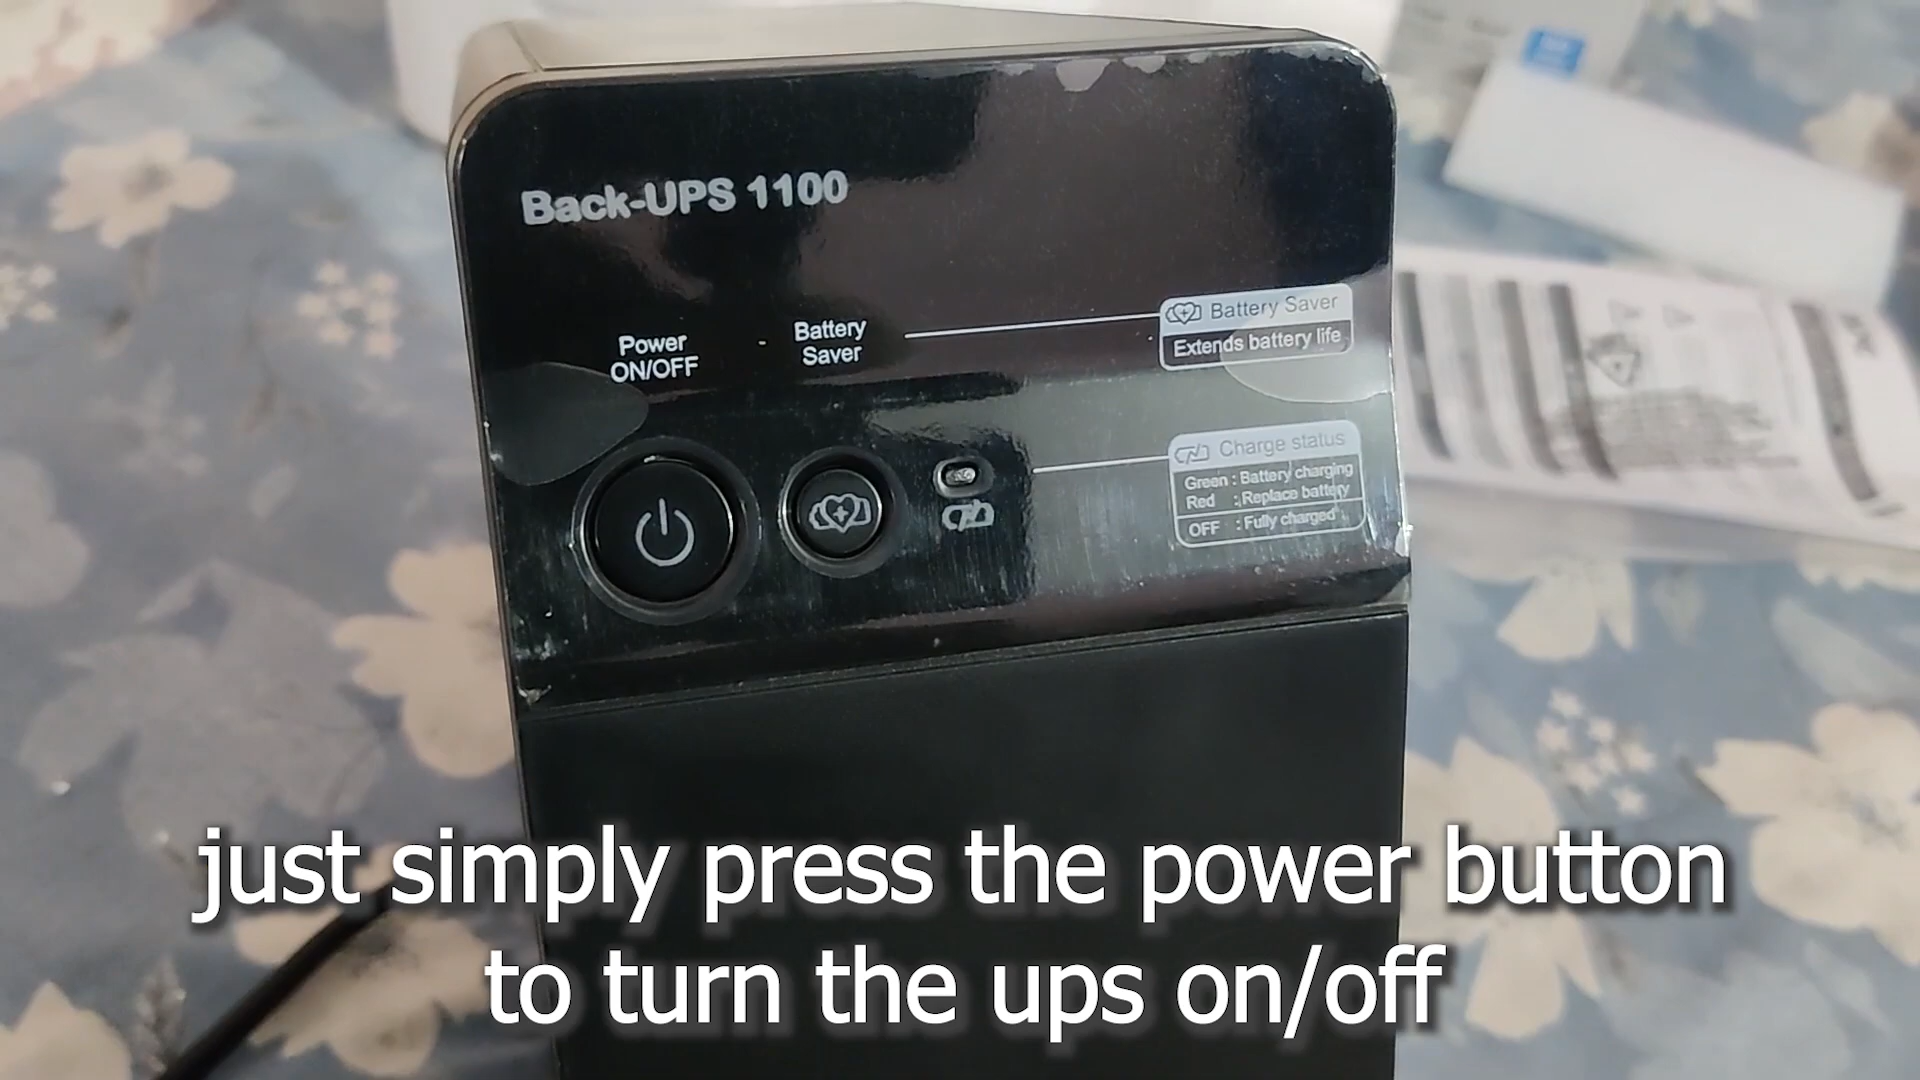 Back-UPS 1100
Power
ON/OFF
Battery
Saver
Battery Saver
Extends battery life
Charge status
Green : Battery charging
Red : Replace battery
OFF : Fully charged
just simply press the power button
to turn the ups on/off